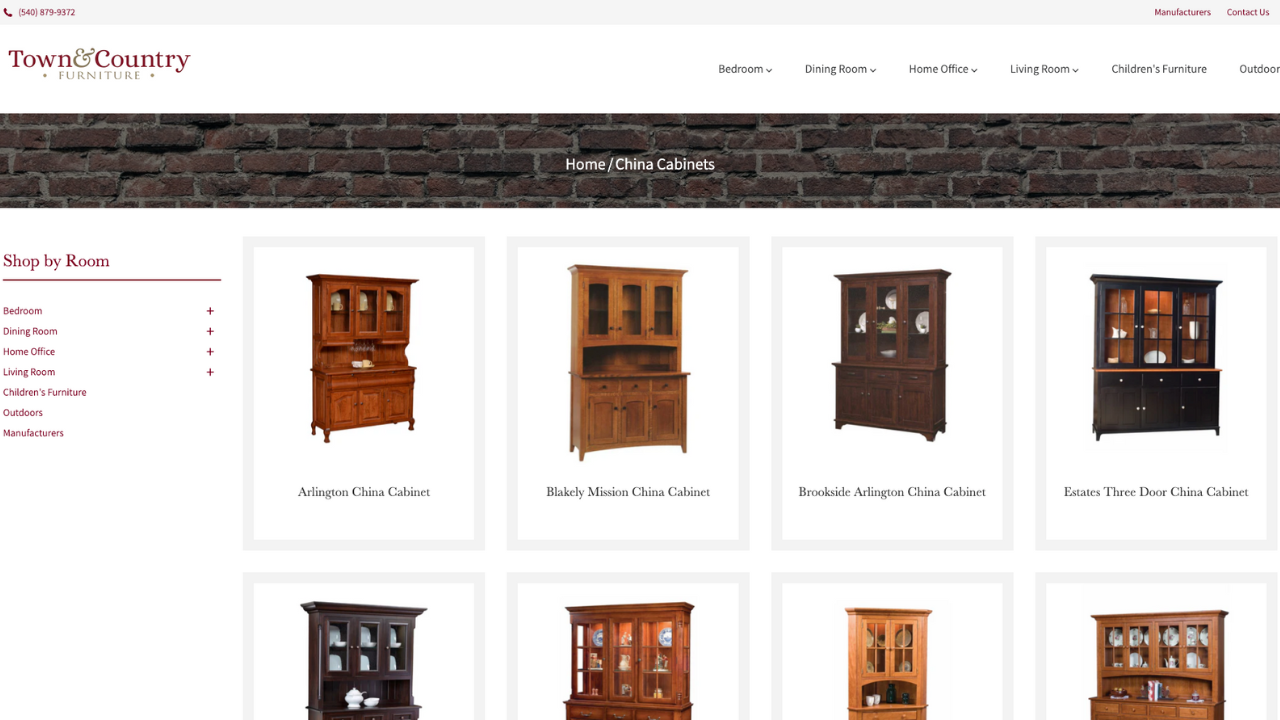 (540) 879-9372
Manufacturers
Contact Us
Town&Country
FURNITURE
Bedroom
Dining Room
Home Office
Living Room
Children's Furniture
Outdoor
Home / China Cabinets
Shop by Room
Bedroom +
Dining Room +
Home Office +
Living Room +
Children's Furniture
Outdoors
Manufacturers
Arlington China Cabinet
Blakely Mission China Cabinet
Brookside Arlington China Cabinet
Estates Three Door China Cabinet